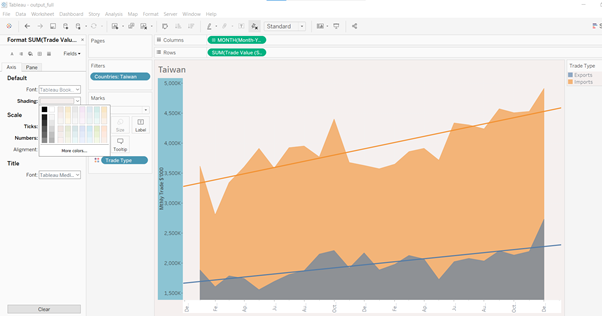 Tableau - output_full
File Data Worksheet Dashboard Story Analysis Map Format Server Window Help
Standard
Format SUM(Trade Valu...
Fields
Axis Pane
Default
Font: Tableau Book
Shading:
Scale
Ticks:
Numbers:
Alignment
More colors...
Title
Font: Tableau Medi...
Clear
Pages
Filters
Countries: Taiwan
Marks
Size
Label
Tooltip
Trade Type
Columns MONTH(Month-Y..
Rows SUM(Trade Value ($..
Taiwan
5,000K
4,500K
4,000K
3,500K
3,000K
2,500K
2,000K
1,500K
Mthly Trade $'000
De.. Fe.. Ap.. Ju.. Au.. Oct.. De.. Fe.. Ap.. Ju.. Au.. Oct.. De..
Trade Type
Exports
Imports